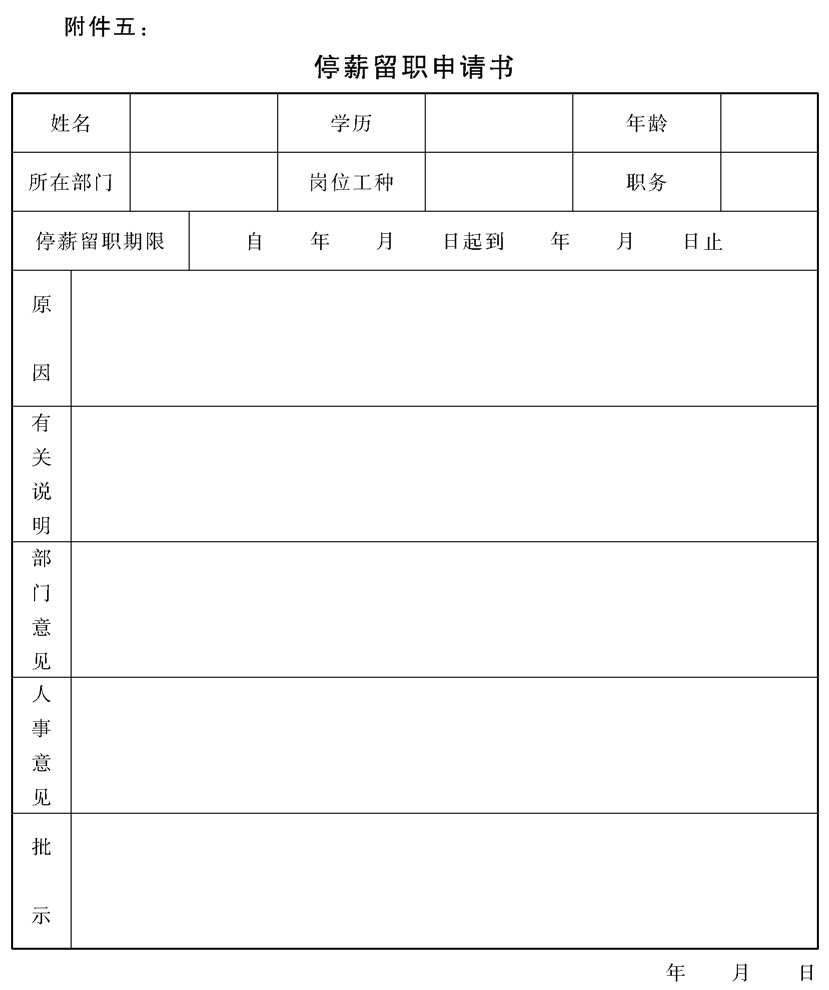 附件五：
停薪留职申请书
姓名 学历 年龄
所在部门 岗位工种 职务
停薪留职期限 自 年 月 日起到 年 月 日止
原因
有关说明
部门意见
人事意见
批示
年 月 日